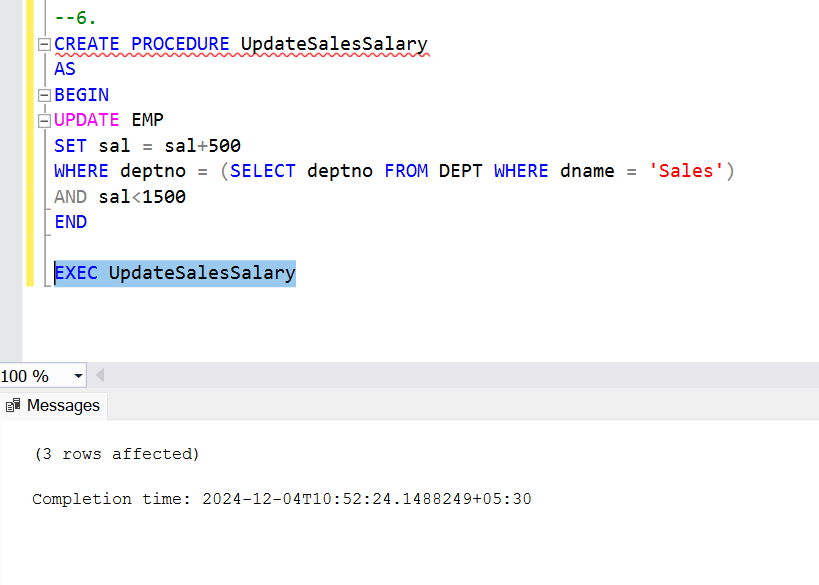 --6.
CREATE PROCEDURE UpdateSalesSalary
AS
BEGIN
UPDATE EMP
SET sal = sal+500
WHERE deptno = (SELECT deptno FROM DEPT WHERE dname = 'Sales')
AND sal<1500
END
EXEC UpdateSalesSalary
100 %
Messages
(3 rows affected)
Completion time: 2024-12-04T10:52:24.1488249+05:30